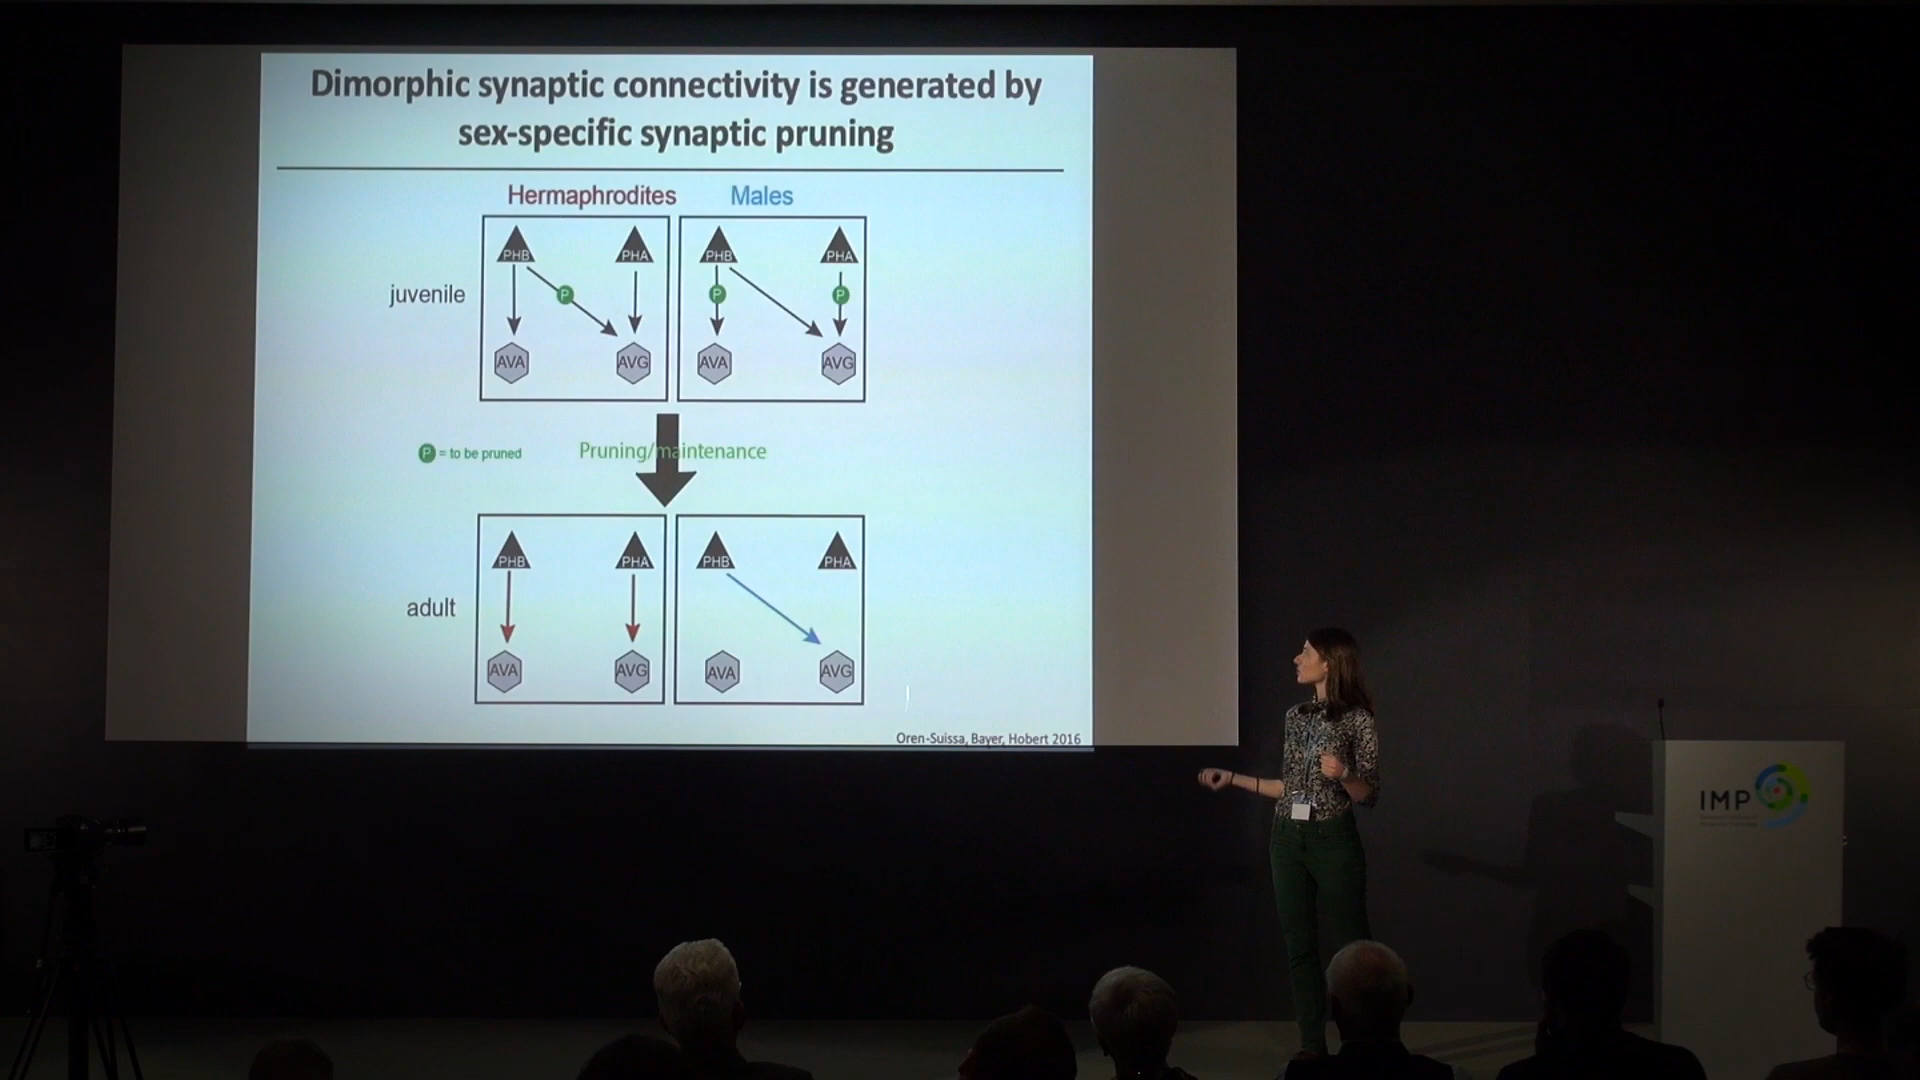 Dimorphic synaptic connectivity is generated by
sex-specific synaptic pruning
Hermaphrodites Males
PHB PHA PHB PHA
juvenile P P P
AVA AVG AVA AVG
P = to be pruned Pruning/maintenance
PHB PHA PHB PHA
adult
AVA AVG AVA AVG
Oren-Suissa, Bayer, Hobert 2016
IMP